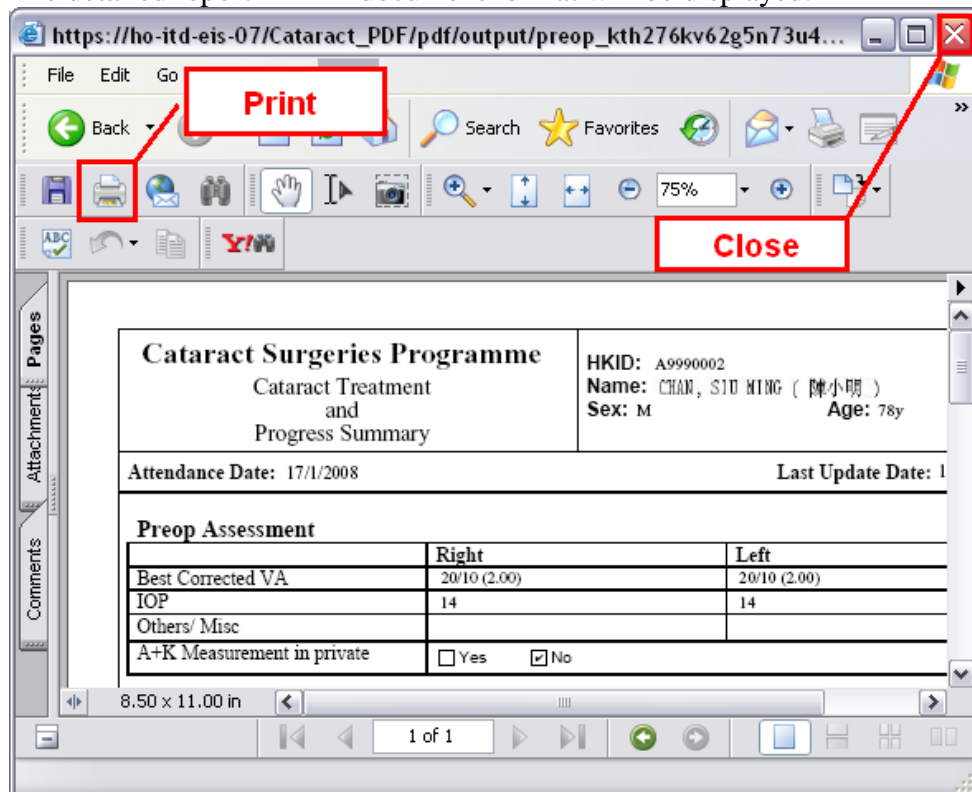 https://ho-itd-eis-07/Cataract_PDF/pdf/output/preop_kth276kv62g5n73u4...
File Edit Go
Print
Back Search Favorites »
75%
ABC Y!
Close
Pages
Attachments
Comments
Cataract Surgeries Programme
Cataract Treatment
and
Progress Summary
HKID: A9990002
Name: CHAN, SIU MING ( 陳小明 )
Sex: M Age: 78y
Attendance Date: 17/1/2008 Last Update Date: 1
Preop Assessment
Right Left
Best Corrected VA 20/10 (2.00) 20/10 (2.00)
IOP 14 14
Others/ Misc
A+K Measurement in private Yes No
8.50 x 11.00 in
1 of 1